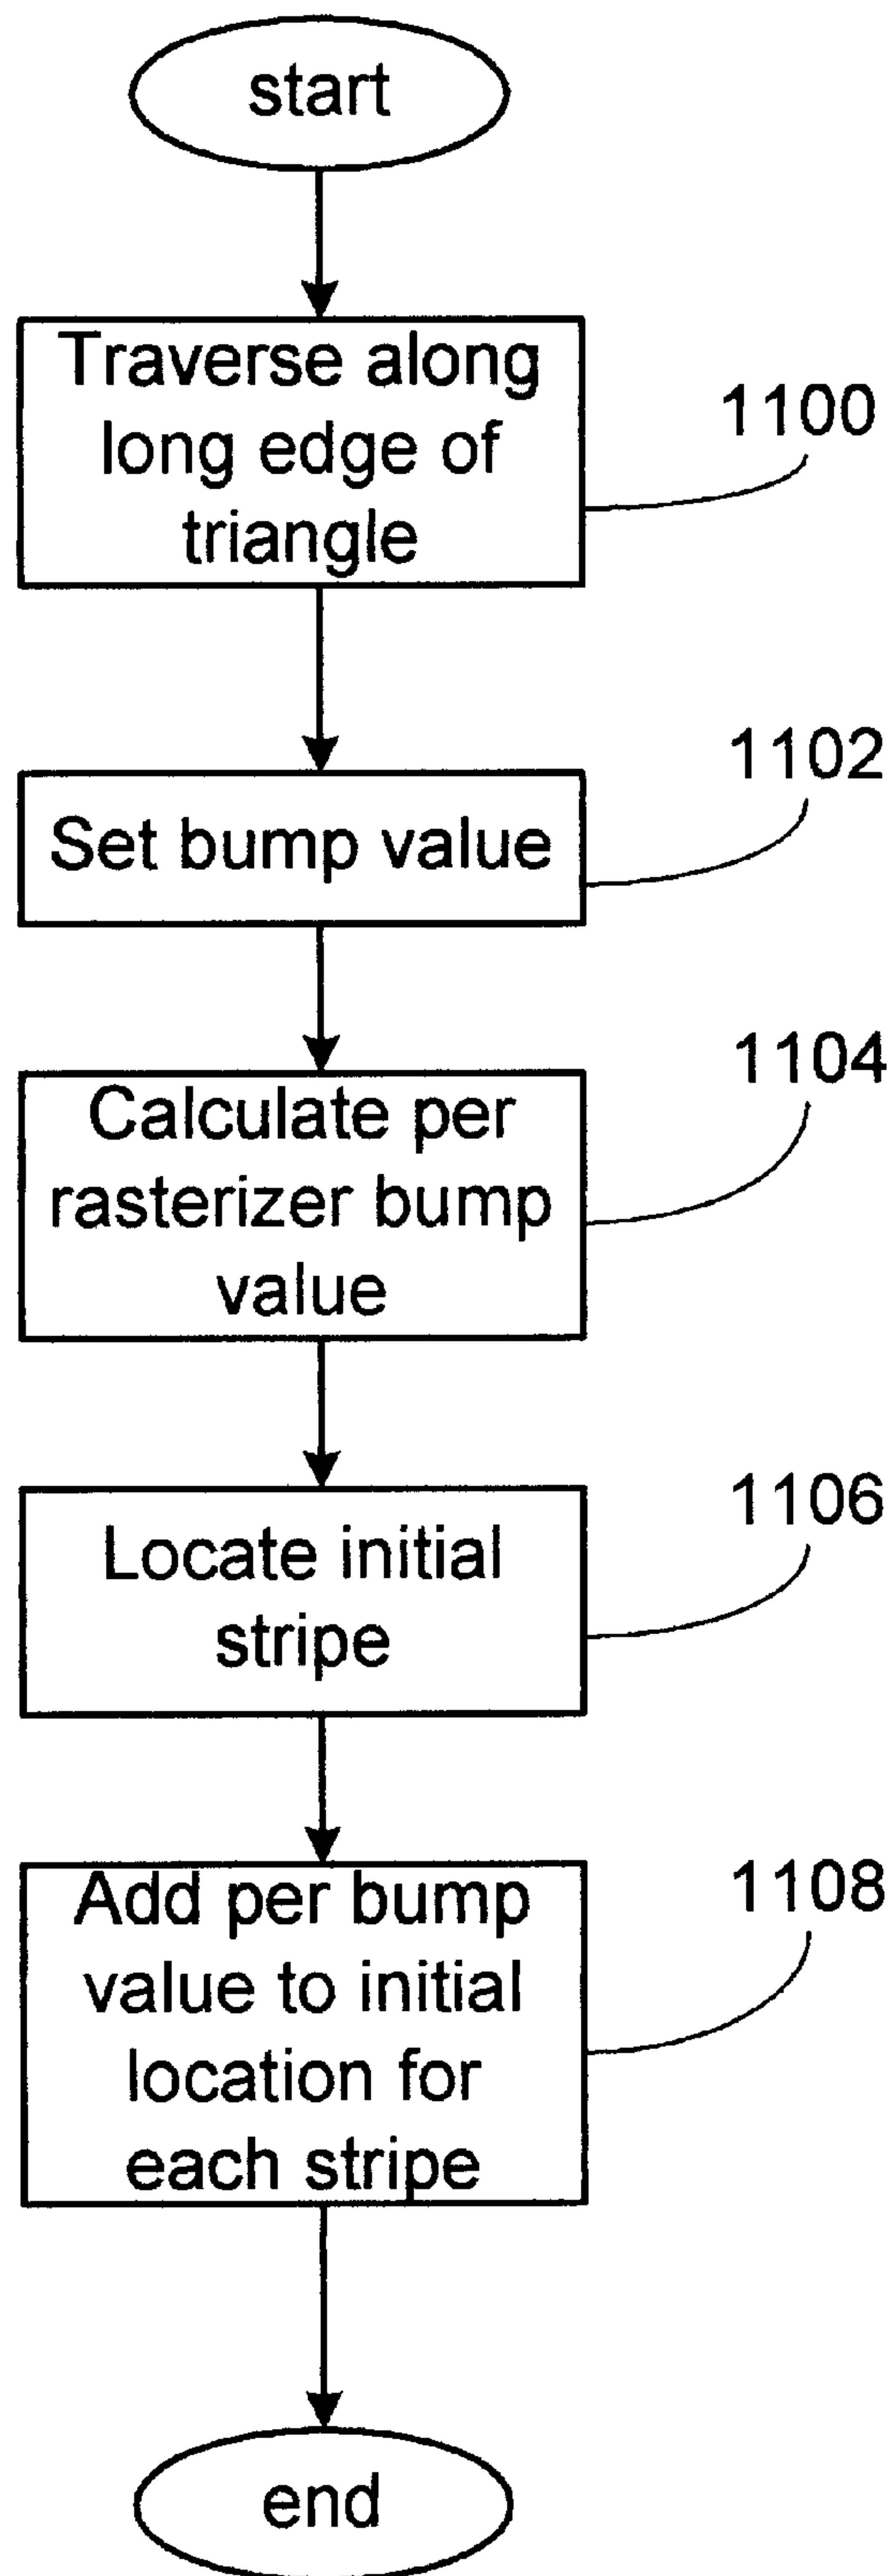 start
Traverse along
long edge of
triangle
1100
Set bump value
1102
Calculate per
rasterizer bump
value
1104
Locate initial
stripe
1106
Add per bump
value to initial
location for
each stripe
1108
end